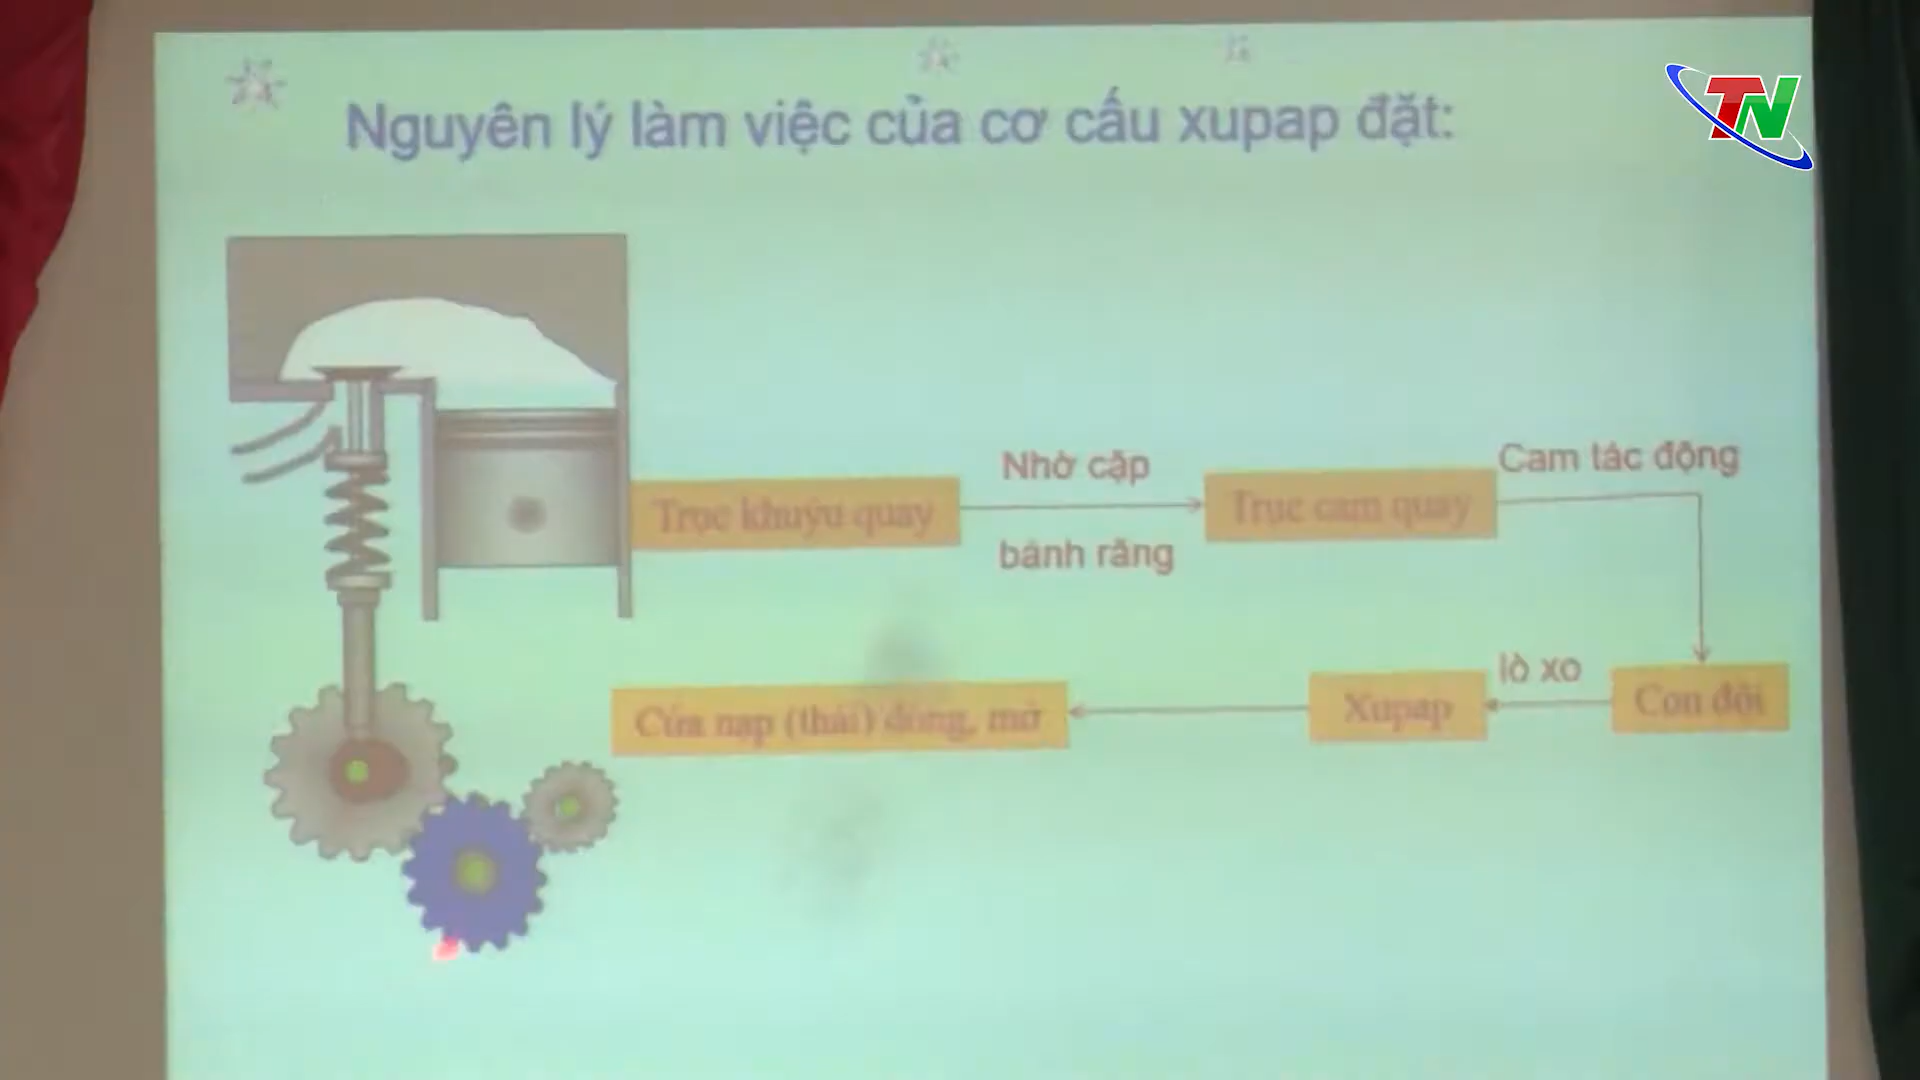 TN
Nguyên lý làm việc của cơ cấu xupap đặt:
Nhờ cặp
Cam tác động
Trục khuỷu quay
Trục cam quay
bánh răng
lò xo
Cửa nạp (thải) đóng, mở
Xupap
Con đội